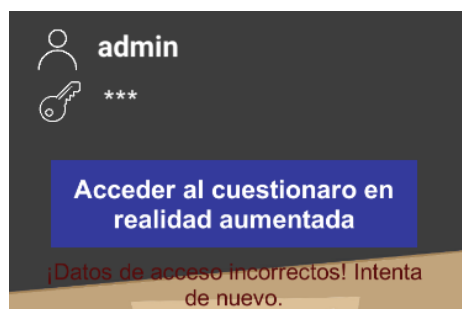 admin
***
Acceder al cuestionaro en
realidad aumentada
¡Datos de acceso incorrectos! Intenta
de nuevo.